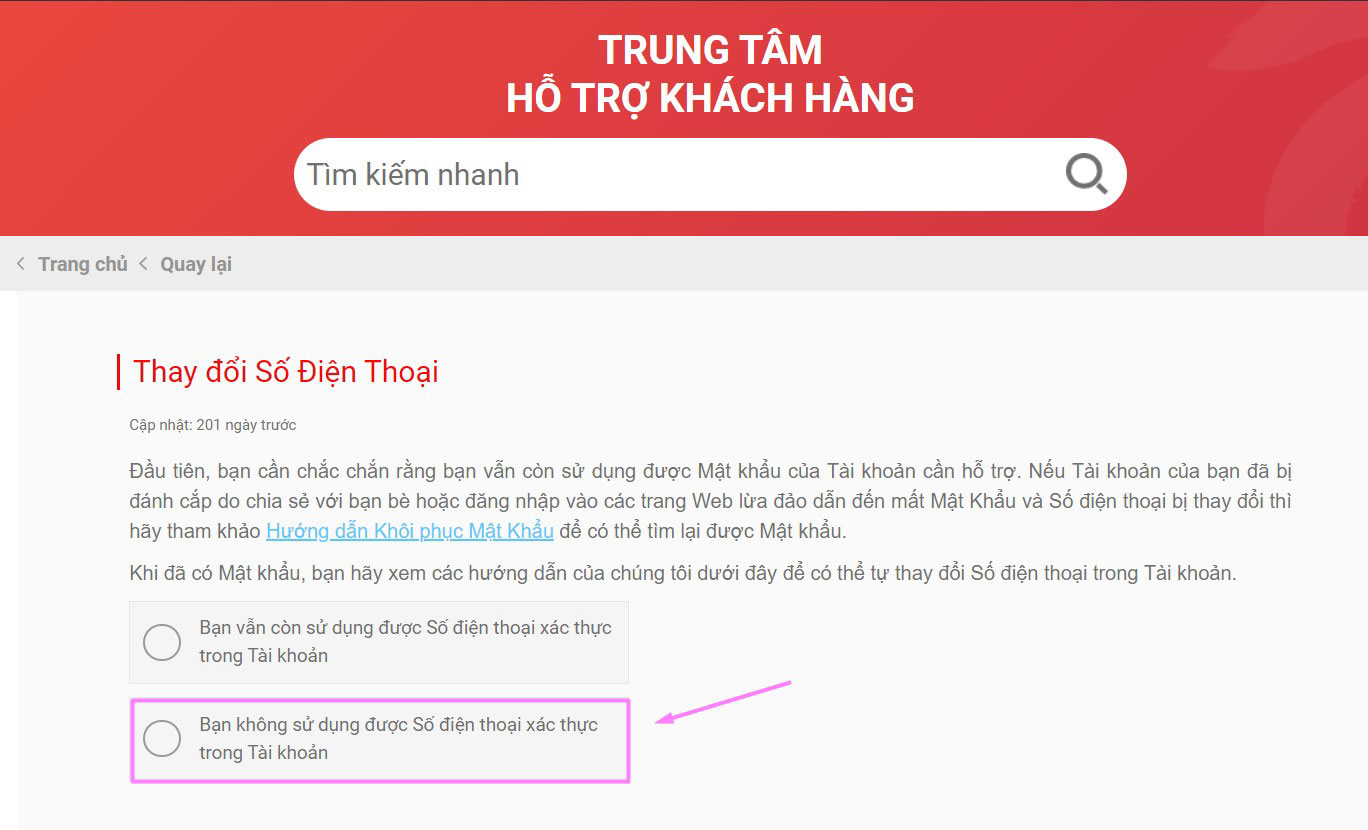 TRUNG TÂM
HỖ TRỢ KHÁCH HÀNG
Tìm kiếm nhanh
Trang chủ Quay lại
Thay đổi Số Điện Thoại
Cập nhật: 201 ngày trước
Đầu tiên, bạn cần chắc chắn rằng bạn vẫn còn sử dụng được Mật khẩu của Tài khoản cần hỗ trợ. Nếu Tài khoản của bạn đã bị
đánh cắp do chia sẻ với bạn bè hoặc đăng nhập vào các trang Web lừa đảo dẫn đến mất Mật Khẩu và Số điện thoại bị thay đổi thì
hãy tham khảo Hướng dẫn Khôi phục Mật Khẩu để có thể tìm lại được Mật khẩu.
Khi đã có Mật khẩu, bạn hãy xem các hướng dẫn của chúng tôi dưới đây để có thể tự thay đổi Số điện thoại trong Tài khoản.
Bạn vẫn còn sử dụng được Số điện thoại xác thực
trong Tài khoản
Bạn không sử dụng được Số điện thoại xác thực
trong Tài khoản